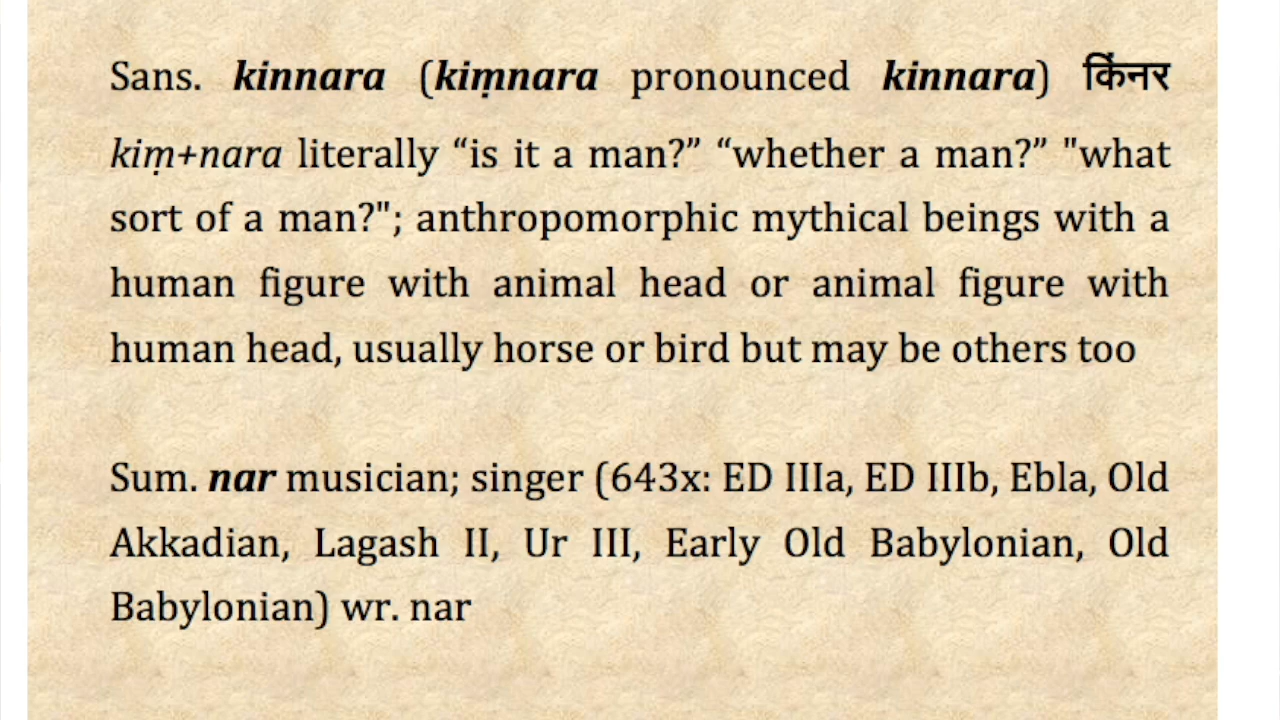 Sans. kinnara (kiṃnara pronounced kinnara) किंनर
kiṃ+nara literally “is it a man?” “whether a man?” "what
sort of a man?"; anthropomorphic mythical beings with a
human figure with animal head or animal figure with
human head, usually horse or bird but may be others too
Sum. nar musician; singer (643x: ED IIIa, ED IIIb, Ebla, Old
Akkadian, Lagash II, Ur III, Early Old Babylonian, Old
Babylonian) wr. nar